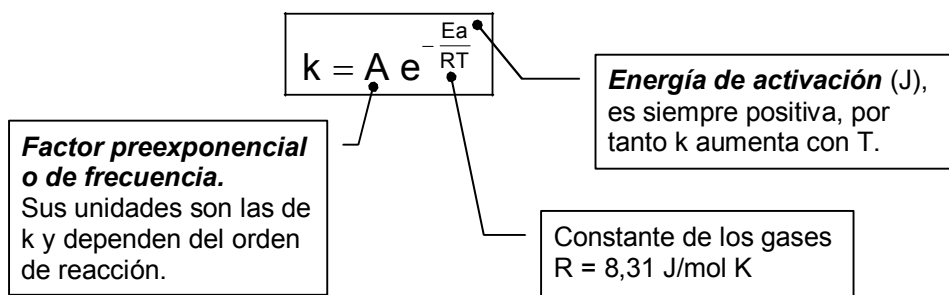 k = A e^{-\frac{Ea}{RT}}
Energía de activación (J),
es siempre positiva, por
tanto k aumenta con T.
Factor preexponencial
o de frecuencia.
Sus unidades son las de
k y dependen del orden
de reacción.
Constante de los gases
R = 8,31 J/mol K